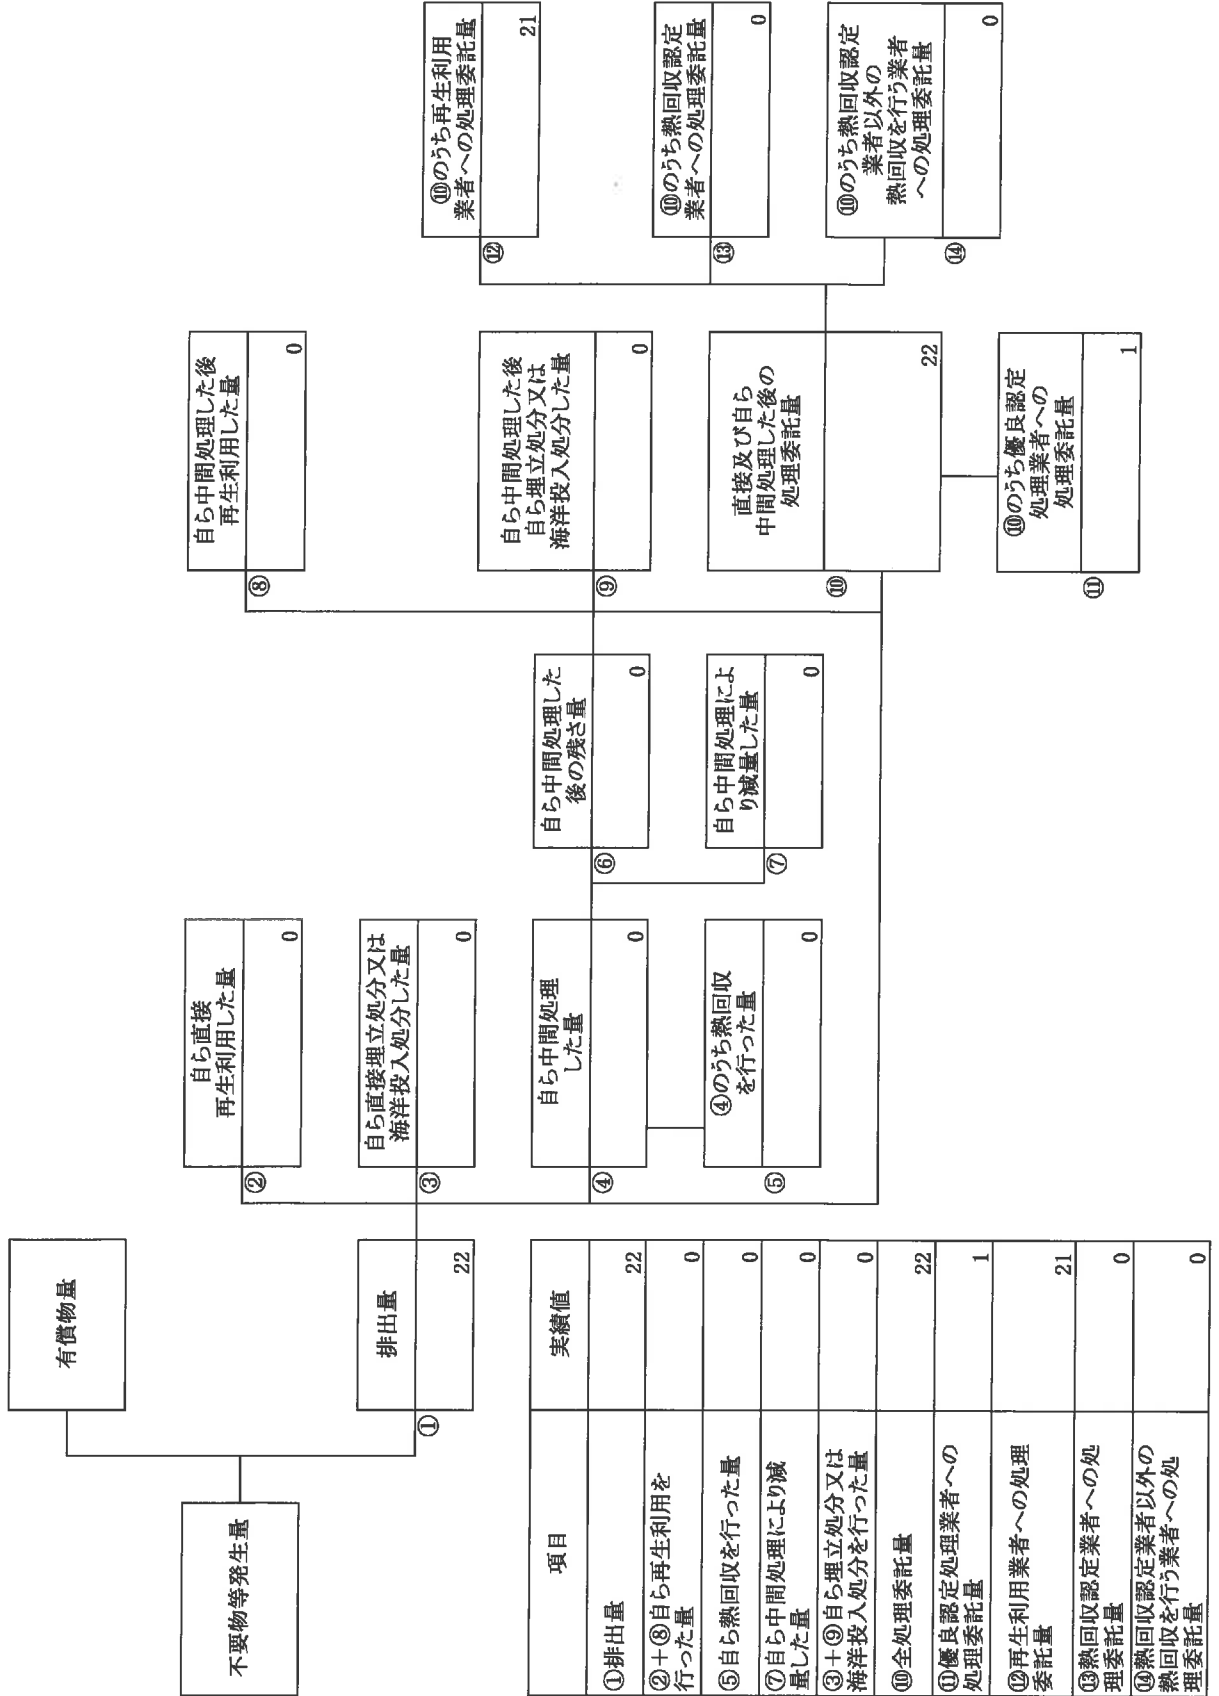 不要物等発生量
有償物量
①
排出量
22
②
自ら直接
再生利用した量
0
③
自ら直接埋立処分又は
海洋投入処分した量
0
④
自ら中間処理
した量
0
⑤
④のうち熱回収
を行った量
0
⑥
自ら中間処理した
後の残さ量
0
⑦
自ら中間処理によ
り減量した量
0
⑧
自ら中間処理した後
再生利用した量
0
⑨
自ら中間処理した後
自ら埋立処分又は
海洋投入処分した量
0
⑩
直接及び自ら
中間処理した後の
処理委託量
22
⑪
⑩のうち優良認定
処理業者への
処理委託量
1
⑫
⑩のうち再生利用
業者への処理委託量
21
⑬
⑩のうち熱回収認定
業者への処理委託量
0
⑭
⑩のうち熱回収認定
業者以外の
熱回収を行う業者
への処理委託量
0
項目 実績値
①排出量 22
②+⑧自ら再生利用を
行った量 0
⑤自ら熱回収を行った量 0
⑦自ら中間処理により減
量した量 0
③+⑨自ら埋立処分又は
海洋投入処分を行った量 0
⑩全処理委託量 22
⑪優良認定処理業者への
処理委託量 1
⑫再生利用業者への処理
委託量 21
⑬熱回収認定業者への処
理委託量 0
⑭熱回収認定業者以外の
熱回収を行う業者への処
理委託量 0